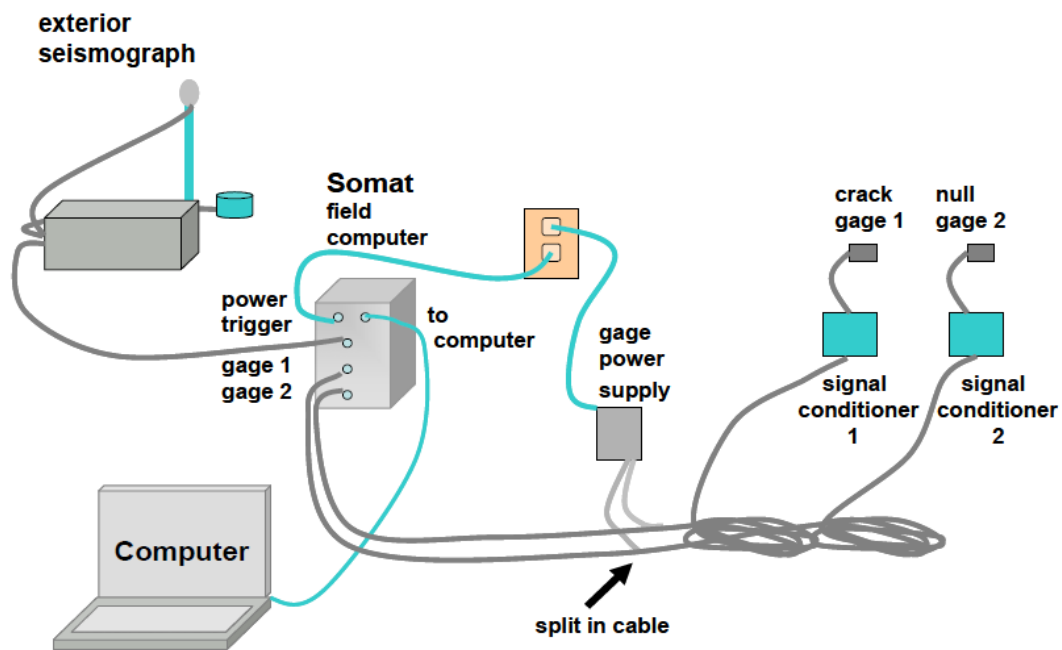 exterior
seismograph
Somat
field
computer
crack
gage 1
null
gage 2
power
trigger
gage 1
gage 2
to
computer
gage
power
supply
signal
conditioner
1
signal
conditioner
2
Computer
split in cable